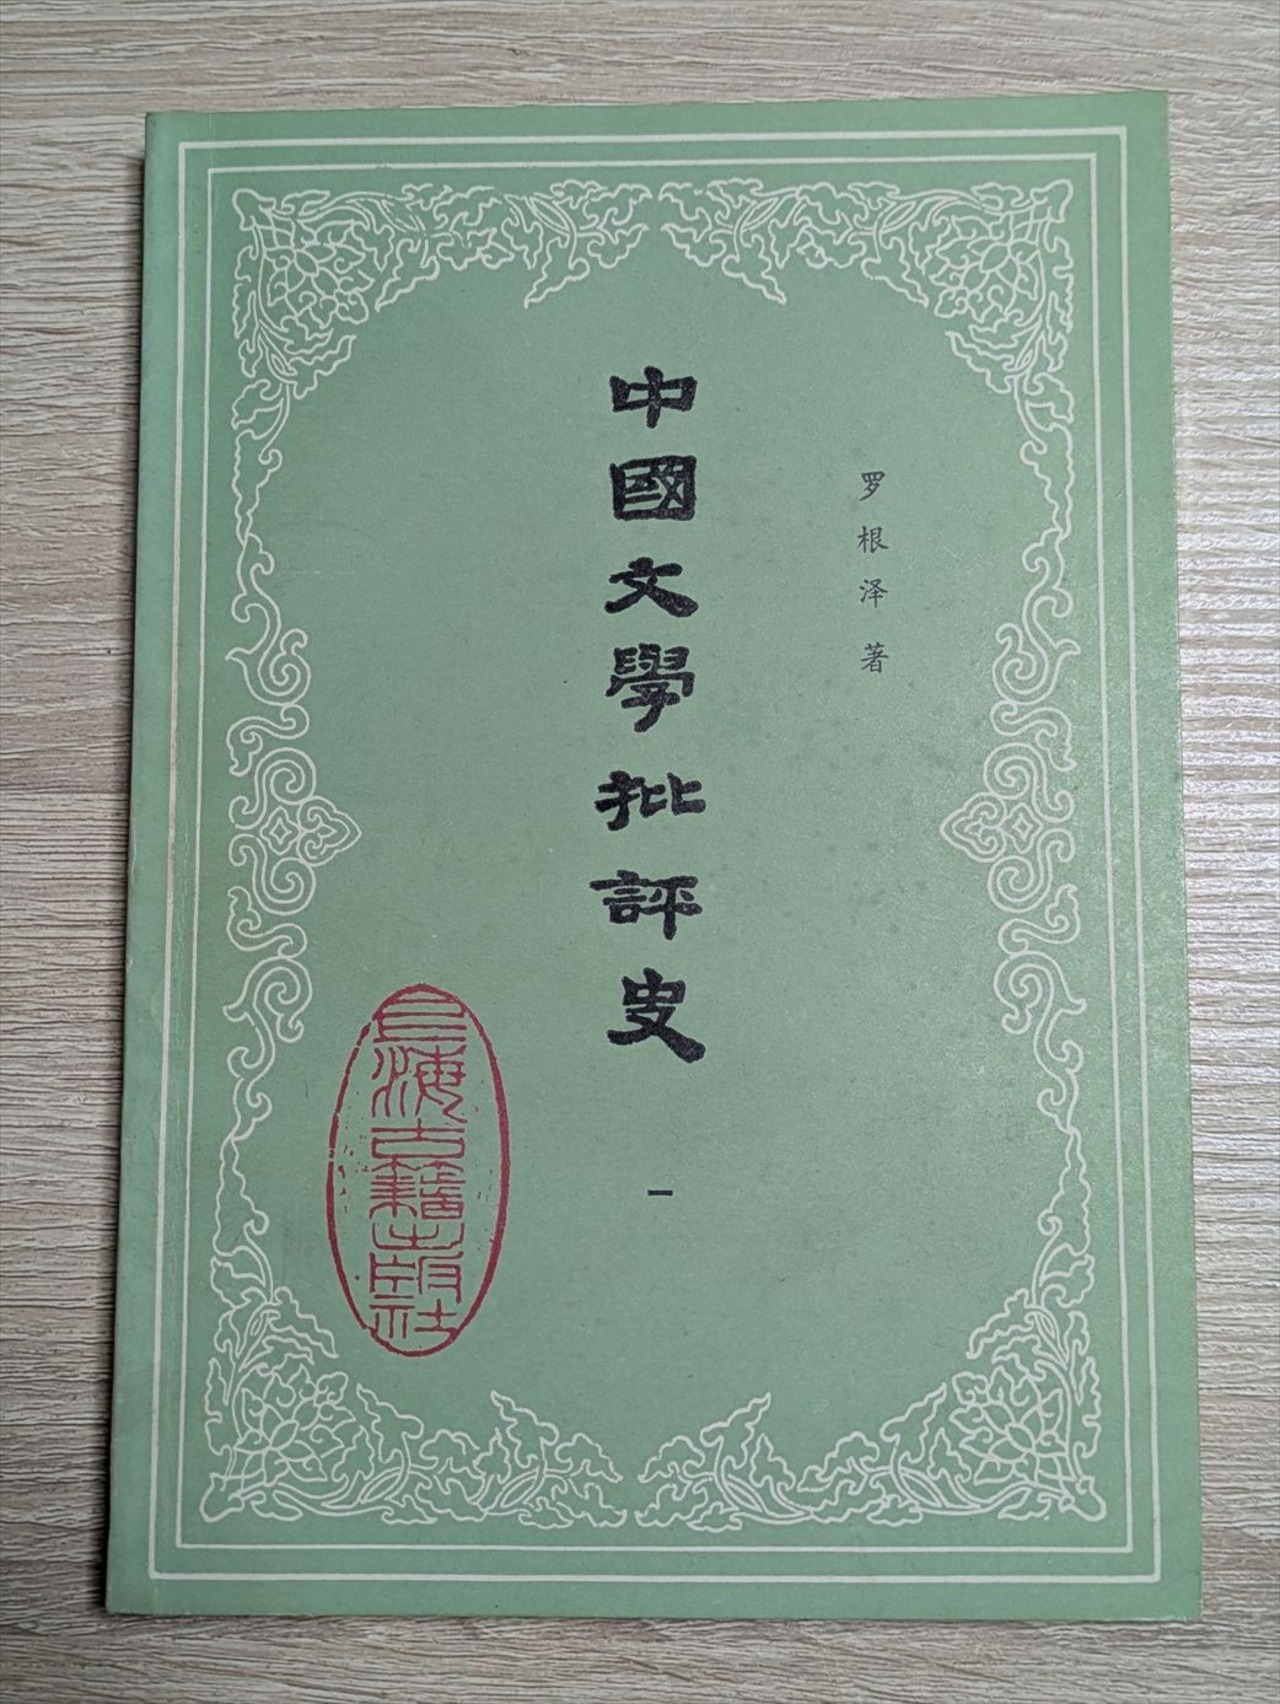 罗根泽 著
中國文學批評史
一
上海古籍出版社